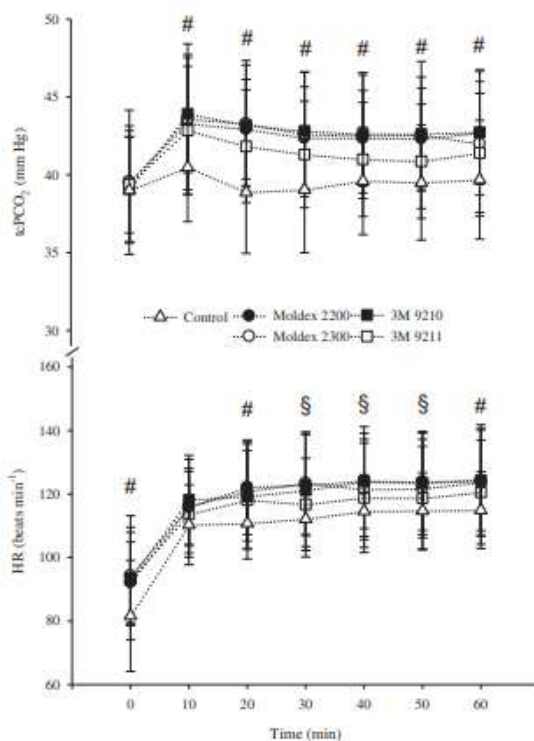 50
# # # # # #
45
40
tcPCO₂ (mm Hg)
35
Control Moldex 2200 3M 9210
Moldex 2300 3M 9211
30
160
140
# § § § #
#
120
HR (beats min⁻¹)
100
80
60
0 10 20 30 40 50 60
Time (min)